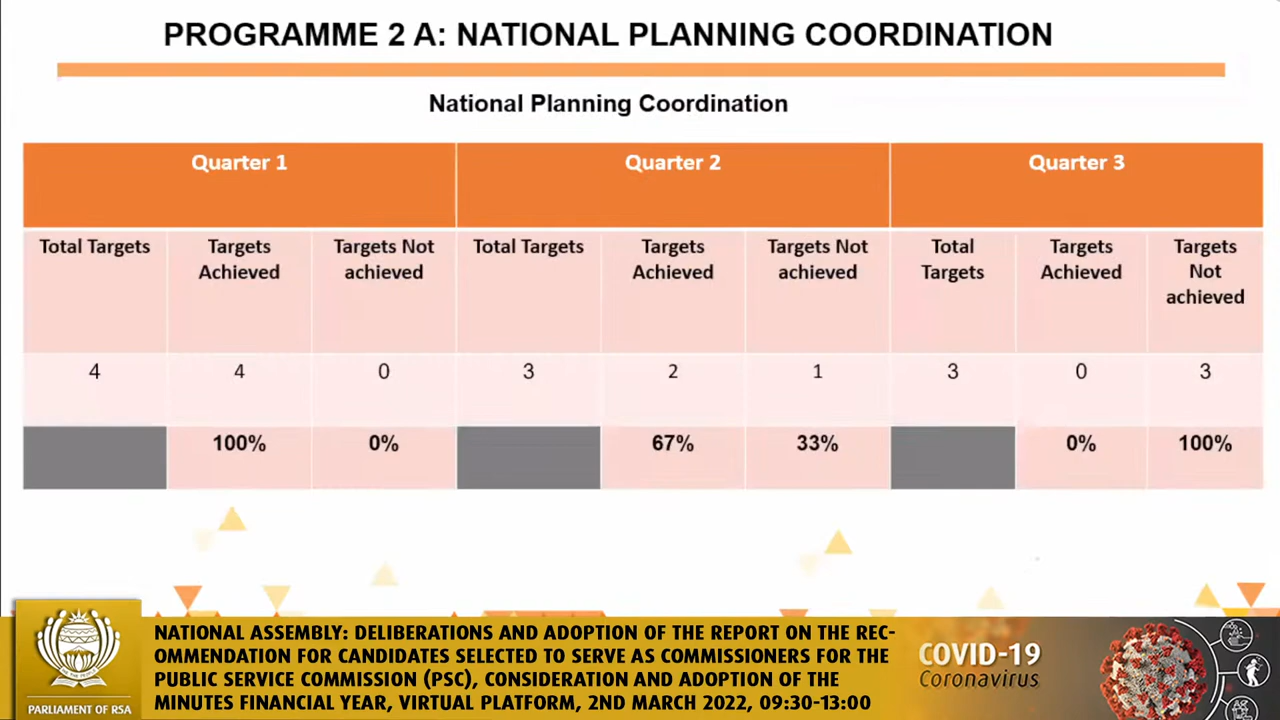 PROGRAMME 2 A: NATIONAL PLANNING COORDINATION
National Planning Coordination
Quarter 1 Quarter 2 Quarter 3
Total Targets Targets Achieved Targets Not achieved Total Targets Targets Achieved Targets Not achieved Total Targets Targets Achieved Targets Not achieved
4 4 0 3 2 1 3 0 3
100% 0% 67% 33% 0% 100%
NATIONAL ASSEMBLY: DELIBERATIONS AND ADOPTION OF THE REPORT ON THE REC-
OMMENDATION FOR CANDIDATES SELECTED TO SERVE AS COMMISSIONERS FOR THE
PUBLIC SERVICE COMMISSION (PSC), CONSIDERATION AND ADOPTION OF THE
MINUTES FINANCIAL YEAR, VIRTUAL PLATFORM, 2ND MARCH 2022, 09:30-13:00
PARLIAMENT OF RSA
COVID-19
Coronavirus